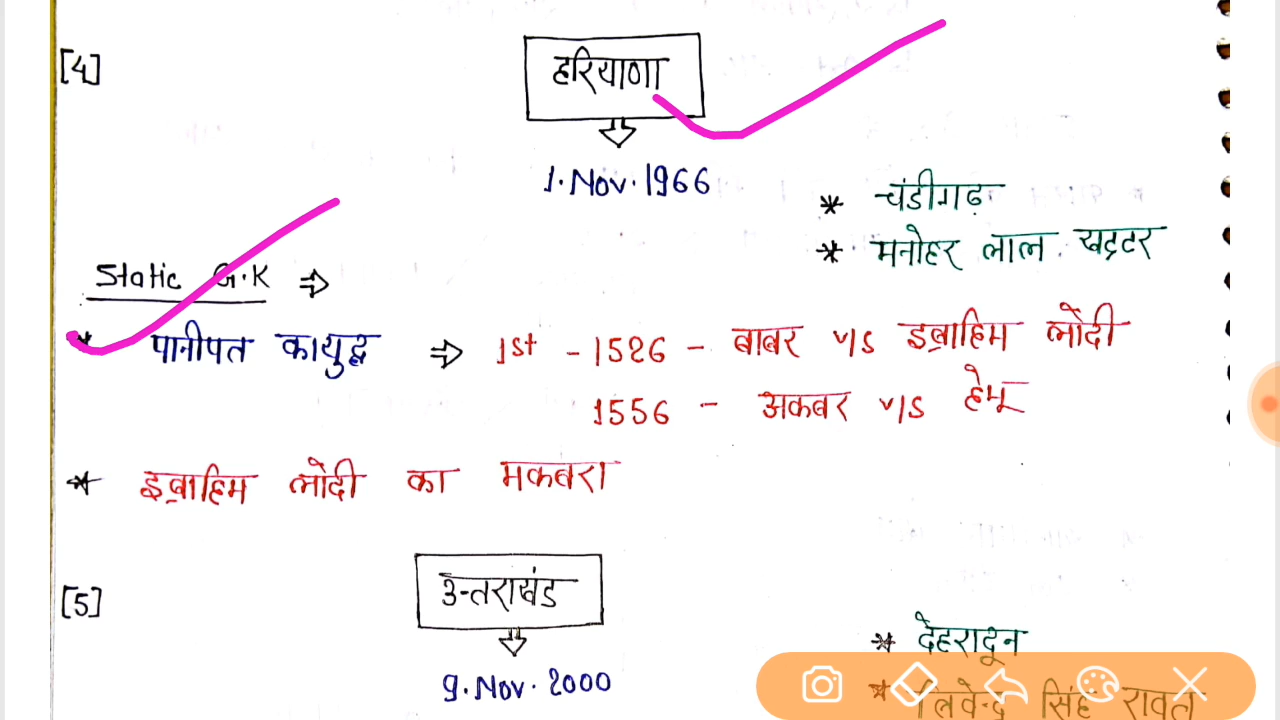 [4]
हरियाणा
1. Nov. 1966
* चंडीगढ़
* मनोहर लाल खट्टर
Static G.K ⇒
* पानीपत का युद्ध ⇒ 1st - 1526 - बाबर v/s इब्राहिम लोदी
1556 - अकबर v/s हेमू
* इब्राहिम लोदी का मकबरा
[5]
उत्तराखंड
9. Nov. 2000
* देहरादून
* सिंह रावत